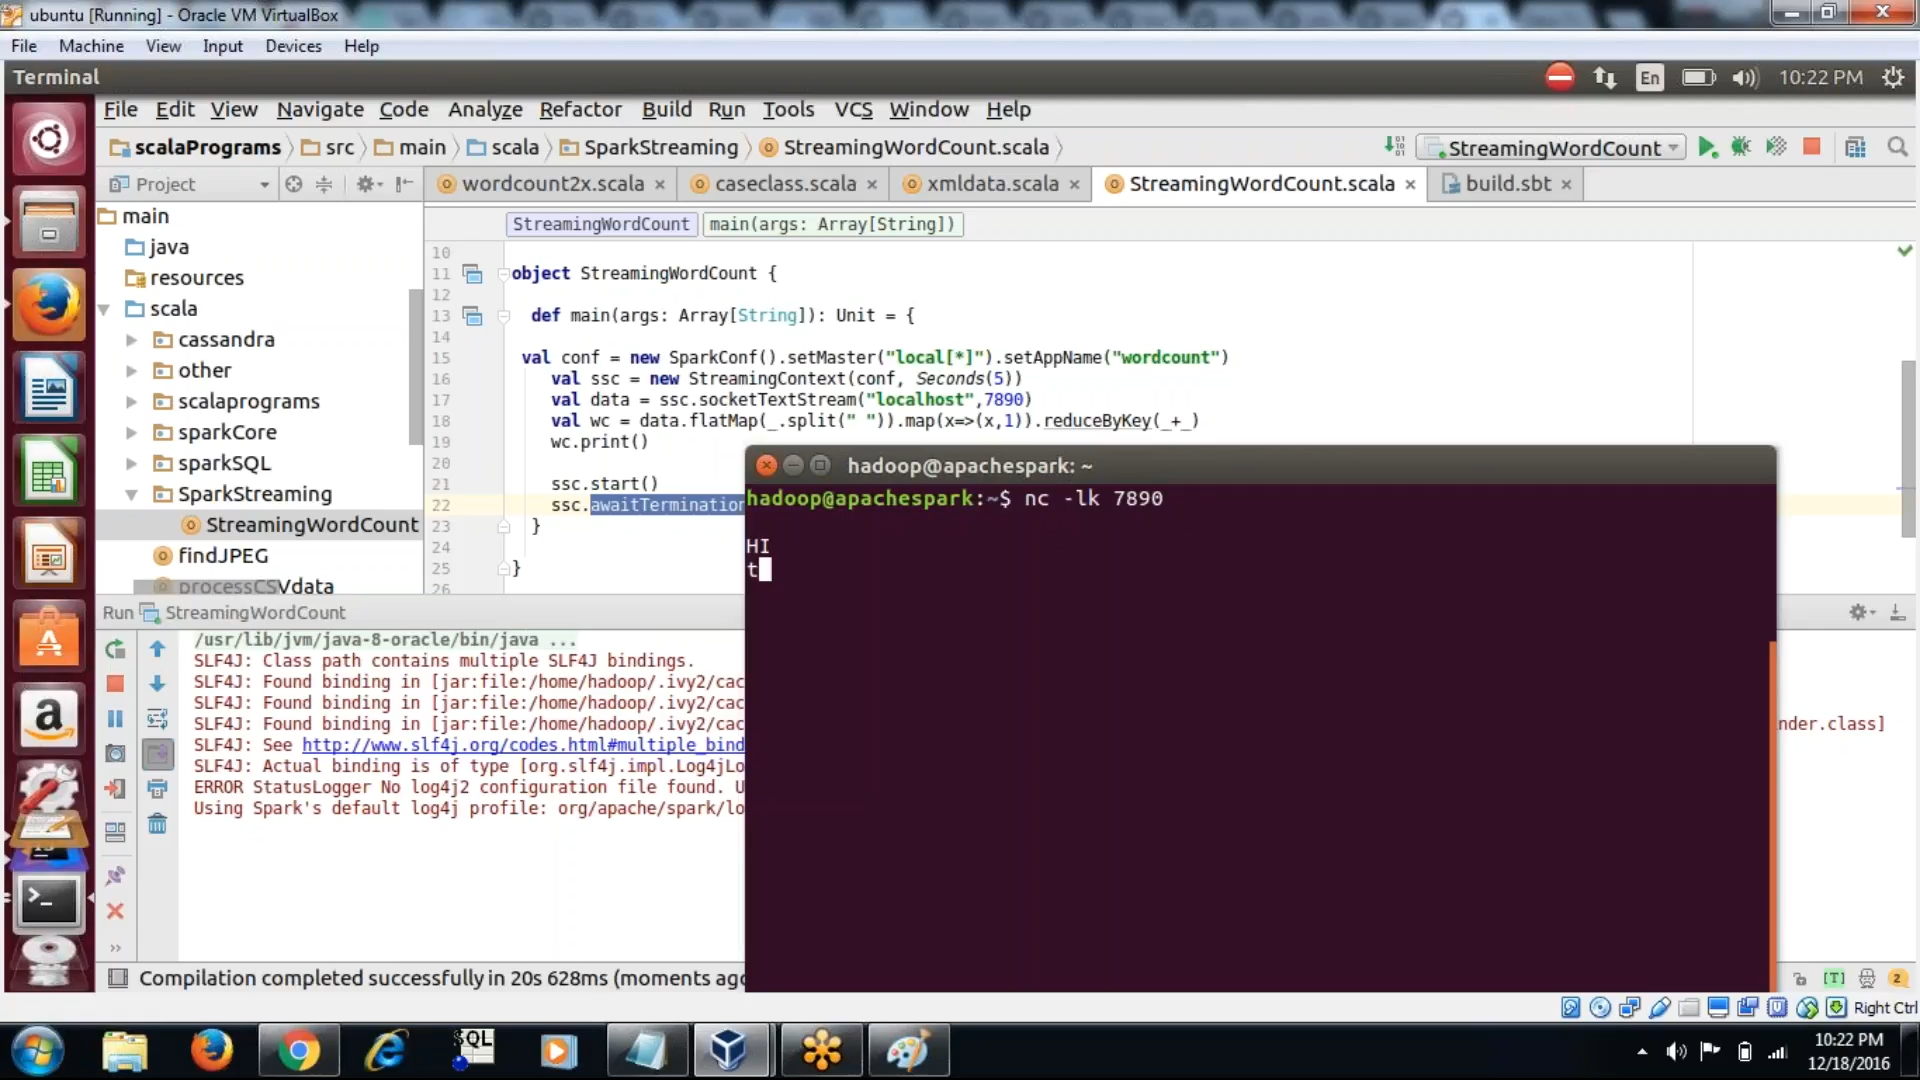 ubuntu [Running] - Oracle VM VirtualBox
File Machine View Input Devices Help
Terminal
En
10:22 PM
File Edit View Navigate Code Analyze Refactor Build Run Tools VCS Window Help
scalaPrograms src main scala SparkStreaming StreamingWordCount.scala
StreamingWordCount
Project
wordcount2x.scala caseclass.scala xmldata.scala StreamingWordCount.scala build.sbt
StreamingWordCount main(args: Array[String])
main
java
resources
scala
cassandra
other
scalaprograms
sparkCore
sparkSQL
SparkStreaming
StreamingWordCount
findJPEG
processCSVdata
10
11 object StreamingWordCount {
12
13 def main(args: Array[String]): Unit = {
14
15 val conf = new SparkConf().setMaster("local[*]").setAppName("wordcount")
16 val ssc = new StreamingContext(conf, Seconds(5))
17 val data = ssc.socketTextStream("localhost",7890)
18 val wc = data.flatMap(_.split(" ")).map(x=>(x,1)).reduceByKey(_+_)
19 wc.print()
20
21 ssc.start()
22 ssc.awaitTermination
23 }
24
25 }
26
hadoop@apachespark: ~
hadoop@apachespark:~$ nc -lk 7890
HI
t
Run StreamingWordCount
/usr/lib/jvm/java-8-oracle/bin/java ...
SLF4J: Class path contains multiple SLF4J bindings.
SLF4J: Found binding in [jar:file:/home/hadoop/.ivy2/cac
SLF4J: Found binding in [jar:file:/home/hadoop/.ivy2/cac
SLF4J: Found binding in [jar:file:/home/hadoop/.ivy2/cac
nder.class]
SLF4J: See http://www.slf4j.org/codes.html#multiple_bind
SLF4J: Actual binding is of type [org.slf4j.impl.Log4jLo
ERROR StatusLogger No log4j2 configuration file found. U
Using Spark's default log4j profile: org/apache/spark/lo
Compilation completed successfully in 20s 628ms (moments ago
[T]
2
Right Ctrl
SQL
10:22 PM
12/18/2016